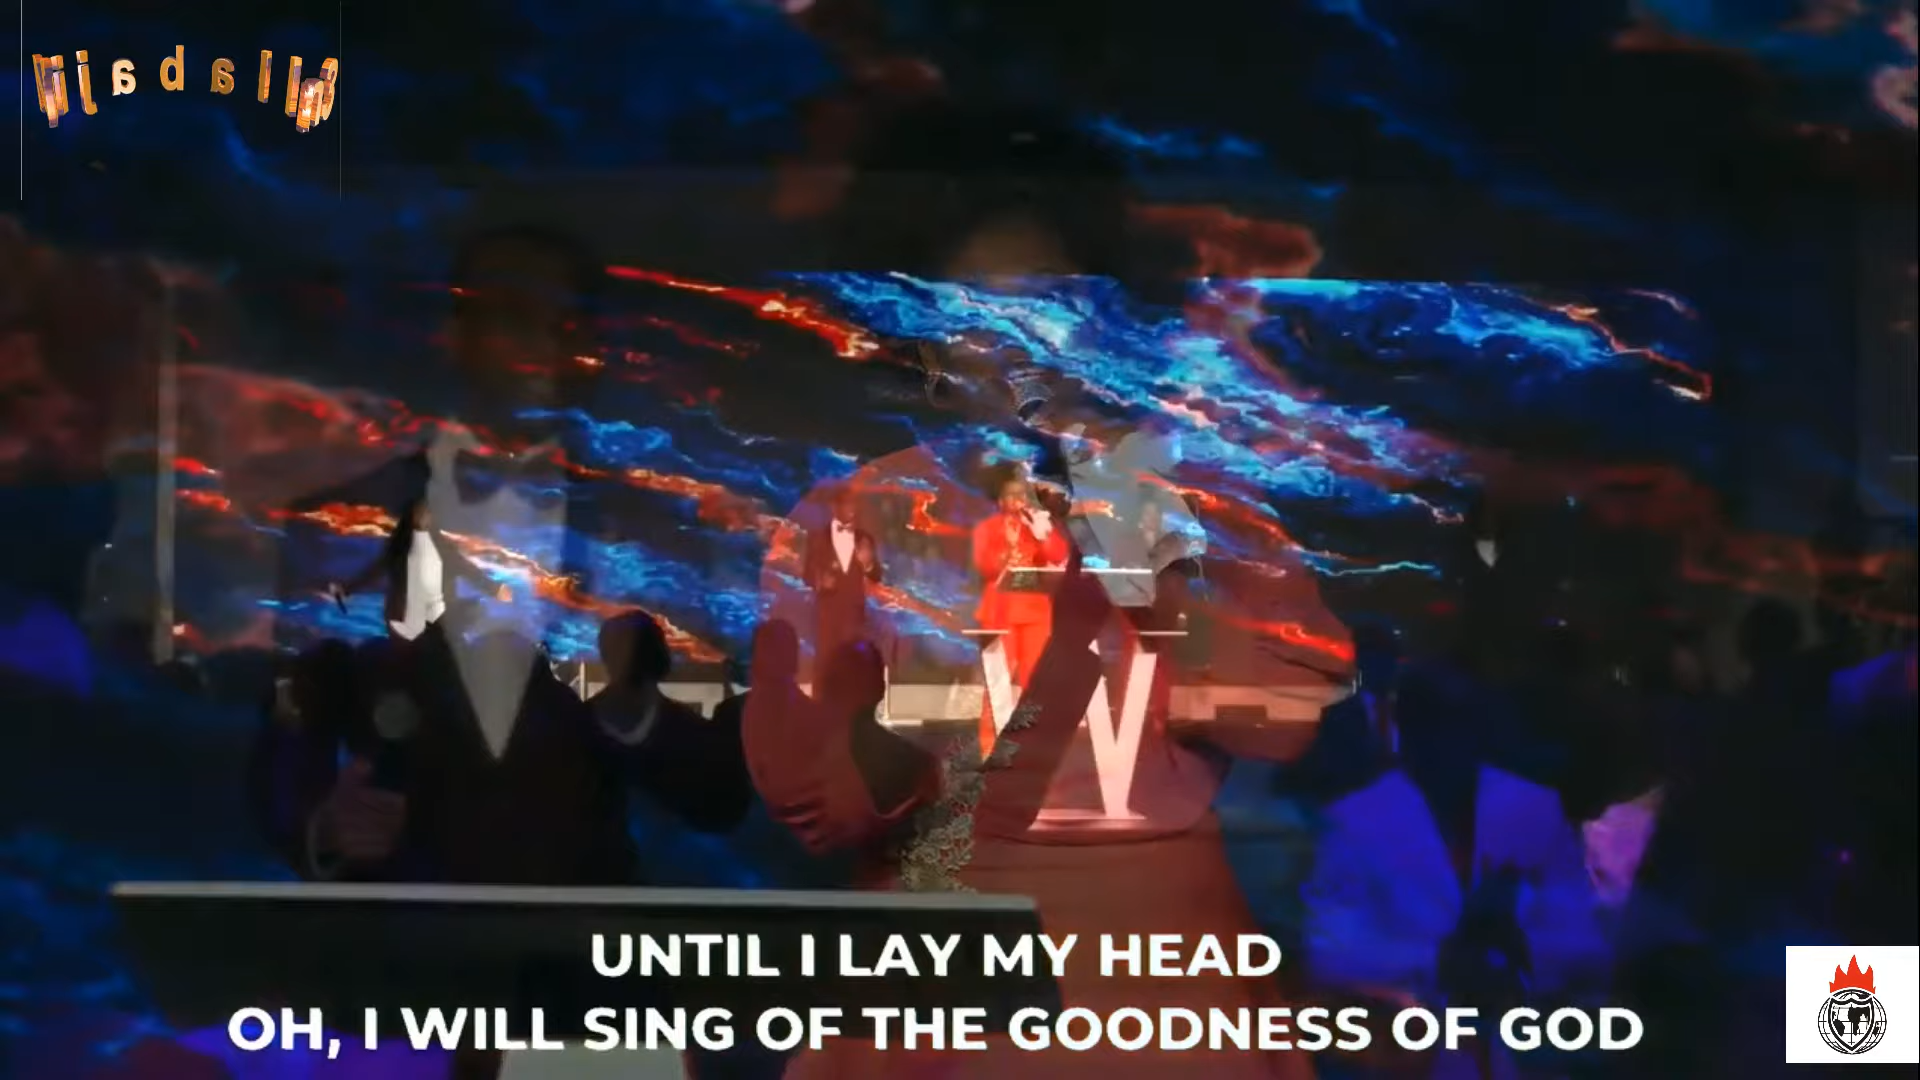 UNTIL I LAY MY HEAD
OH, I WILL SING OF THE GOODNESS OF GOD